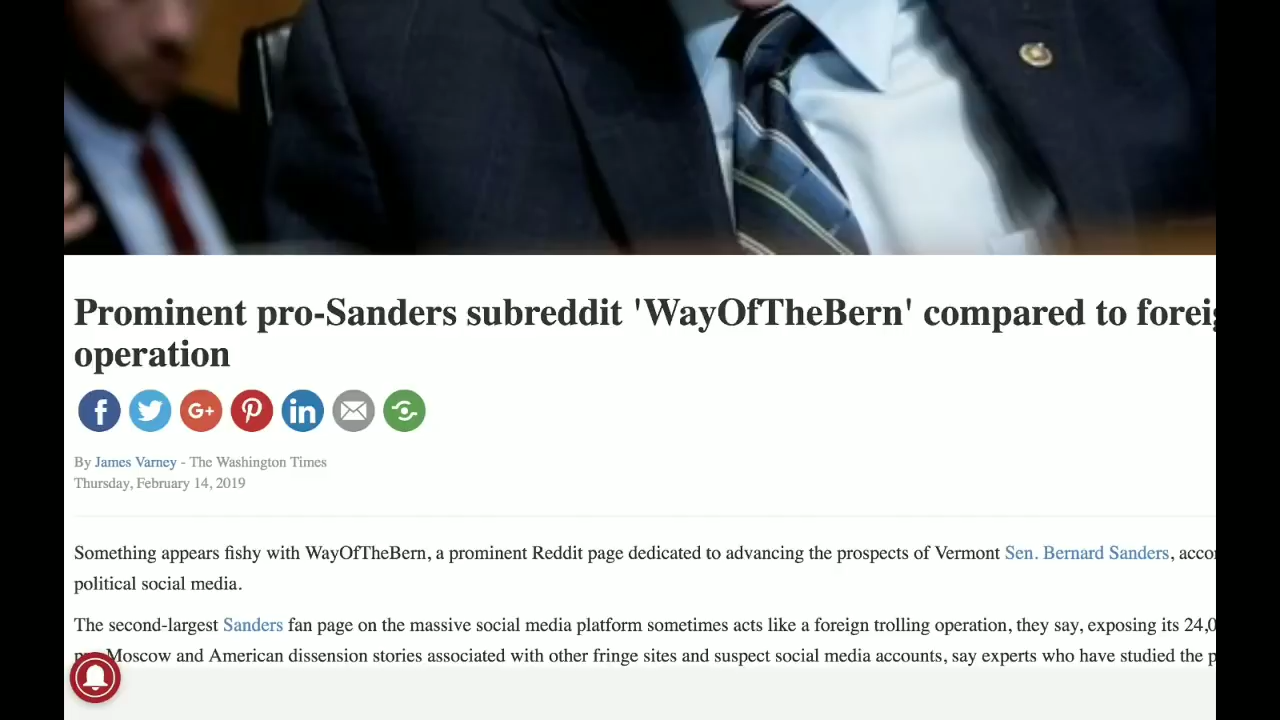 Prominent pro-Sanders subreddit 'WayOfTheBern' compared to
operation
f
G+
in
By James Varney - The Washington Times
Thursday, February 14, 2019
Something appears fishy with WayOfTheBern, a prominent Reddit page dedicated to advancing the prospects of Vermont Sen. Bernard Sanders,
political social media.
The second-largest Sanders fan page on the massive social media platform sometimes acts like a foreign trolling operation, they say, exposing its
Moscow and American dissension stories associated with other fringe sites and suspect social media accounts, say experts who have studied the